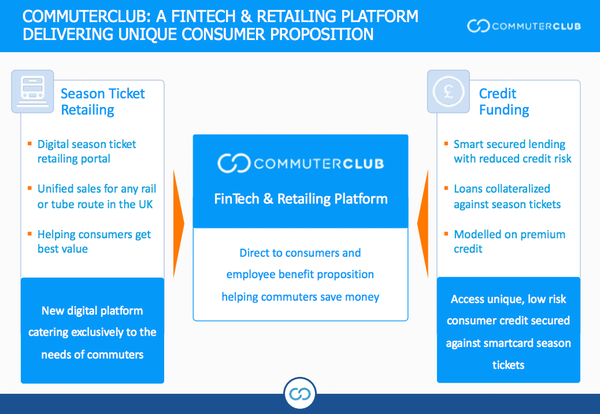 COMMUTERCLUB: A FINTECH & RETAILING PLATFORM
DELIVERING UNIQUE CONSUMER PROPOSITION
COMMUTERCLUB
Season Ticket
Retailing
Digital season ticket
retailing portal
Unified sales for any rail
or tube route in the UK
Helping consumers get
best value
New digital platform
catering exclusively to the
needs of commuters
COMMUTERCLUB
FinTech & Retailing Platform
Direct to consumers and
employee benefit proposition
helping commuters save money
£
Credit
Funding
Smart secured lending
with reduced credit risk
Loans collateralized
against season tickets
Modelled on premium
credit
Access unique, low risk
consumer credit secured
against smartcard season
tickets